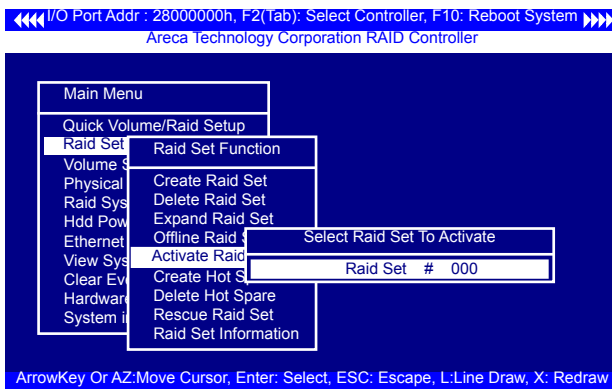 I/O Port Addr : 28000000h, F2(Tab): Select Controller, F10: Reboot System
Areca Technology Corporation RAID Controller
Main Menu
Quick Volume/Raid Setup
Raid Set
Volume S
Physical
Raid Sys
Hdd Pow
Ethernet
View Sys
Clear Ev
Hardware
System i
Raid Set Function
Create Raid Set
Delete Raid Set
Expand Raid Set
Offline Raid S
Activate Raid
Create Hot Sp
Delete Hot Spare
Rescue Raid Set
Raid Set Information
Select Raid Set To Activate
Raid Set # 000
ArrowKey Or AZ:Move Cursor, Enter: Select, ESC: Escape, L:Line Draw, X: Redraw